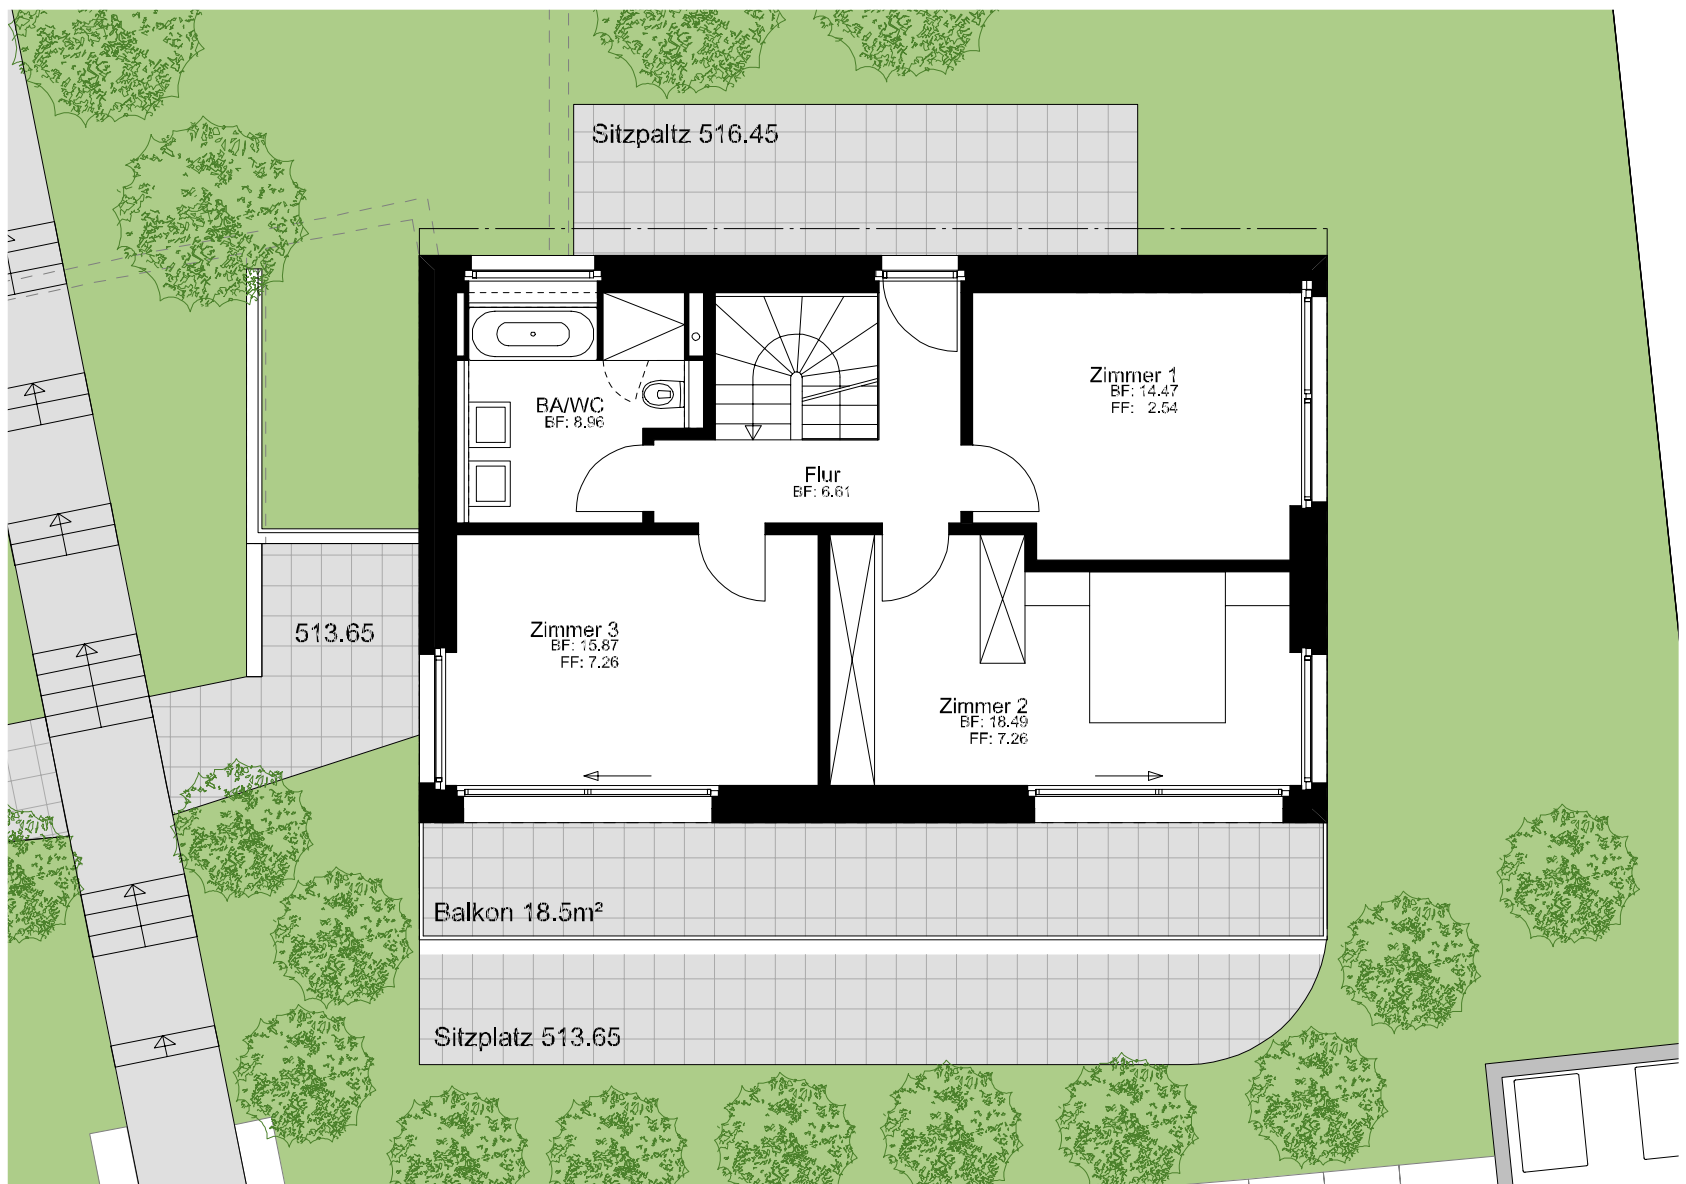 Sitzpaltz 516.45
Zimmer 1
BF: 14.47
FF: 2.54
BA/WC
BF: 8.96
Flur
BF: 6.61
513.65
Zimmer 3
BF: 15.87
FF: 7.26
Zimmer 2
BF: 18.49
FF: 7.26
Balkon 18.5m²
Sitzplatz 513.65